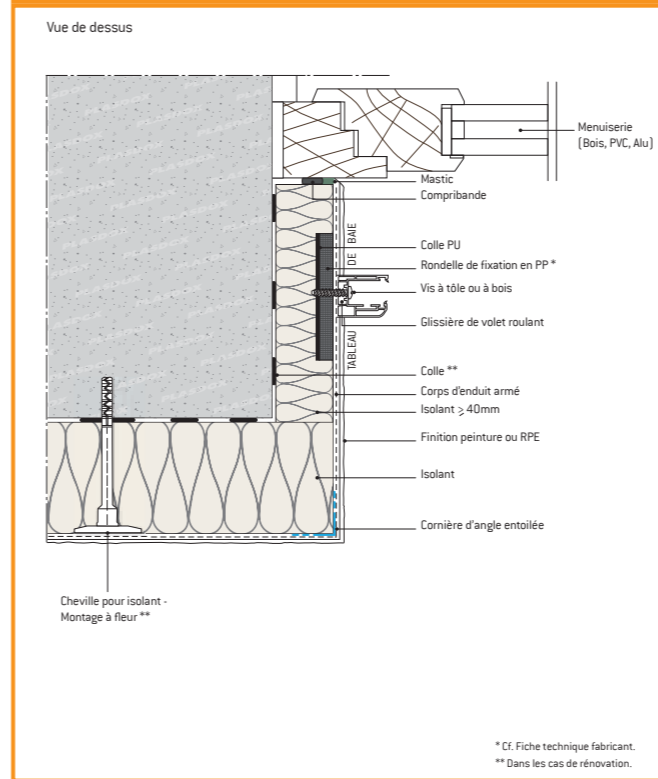 Vue de dessus
Menuiserie
(Bois, PVC, Alu)
Mastic
Compribande
Colle PU
Rondelle de fixation en PP *
Vis à tôle ou à bois
Glissière de volet roulant
TABLEAU DE BAIE
Colle **
Corps d'enduit armé
Isolant ≥ 40mm
Finition peinture ou RPE
Isolant
Cornière d'angle entoilée
Cheville pour isolant -
Montage à fleur **
* Cf. Fiche technique fabricant.
** Dans les cas de rénovation.